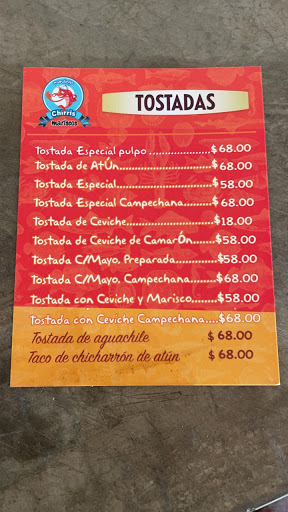 Chirris
Mariscos
TOSTADAS
Tostada Especial pulpo ....................$68.00
Tostada de AtÚn..............................$68.00
Tostada Especial..............................$58.00
Tostada Especial Campechana.........$68.00
Tostada de Ceviche...........................$18.00
Tostada de Ceviche de CamarÓn.......$58.00
Tostada C/Mayo. Preparada.............$58.00
Tostada C/Mayo. Campechana.........$68.00
Tostada con Ceviche y Marisco.......$58.00
Tostada con Ceviche Campechana....$68.00
Tostada de aguachile $ 68.00
Taco de chicharrón de atún $ 68.00